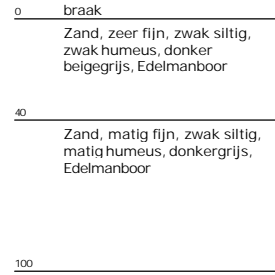 0 braak
Zand, zeer fijn, zwak siltig,
zwak humeus, donker
beigegrijs, Edelmanboor
40
Zand, matig fijn, zwak siltig,
matig humeus, donkergrijs,
Edelmanboor
100